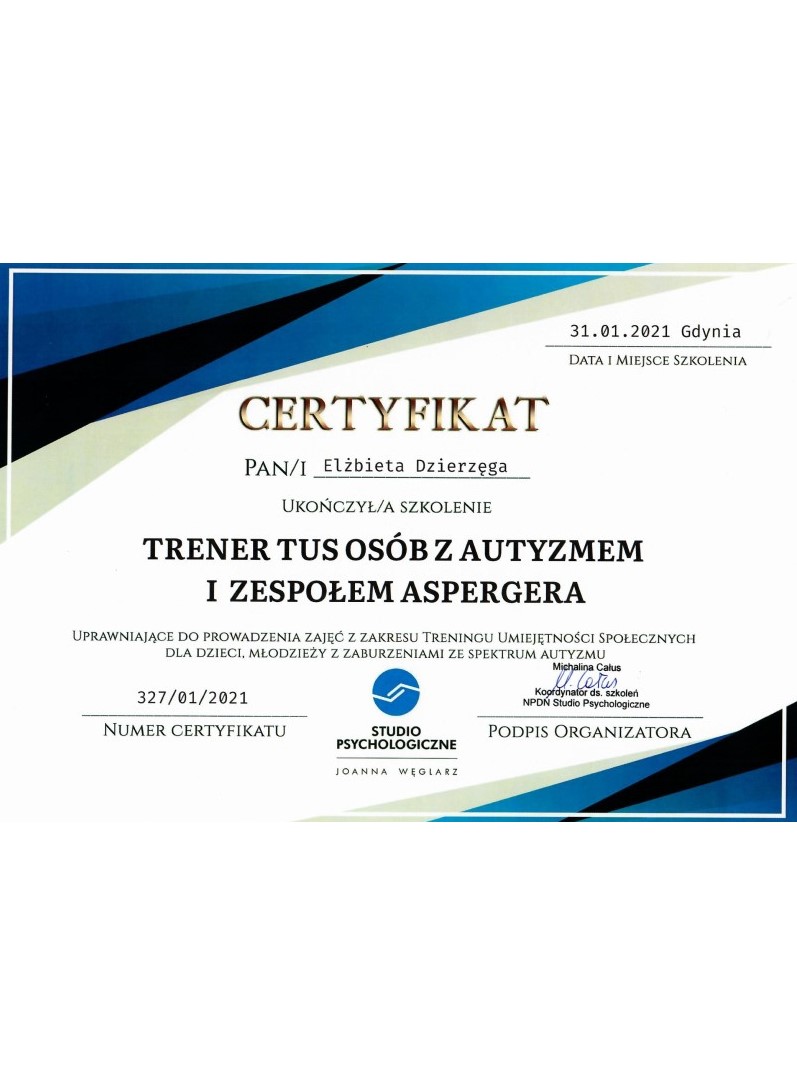 31.01.2021 Gdynia
Data i Miejsce Szkolenia
CERTYFIKAT
Pan/i Elżbieta Dzierzęga
Ukończył/a szkolenie
TRENER TUS OSÓB Z AUTYZMEM
I ZESPOŁEM ASPERGERA
Uprawniające do prowadzenia zajęć z zakresu Treningu Umiejętności Społecznych
dla dzieci, młodzieży z zaburzeniami ze spektrum autyzmu
Michalina Całus
M. Całus
Koordynator ds. szkoleń
NPDN Studio Psychologiczne
327/01/2021
Numer certyfikatu
Podpis Organizatora
STUDIO
PSYCHOLOGICZNE
JOANNA WĘGLARZ